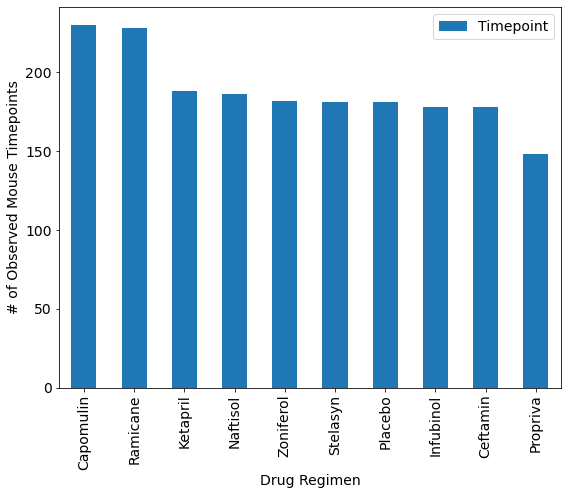 Timepoint
# of Observed Mouse Timepoints
200
150
100
50
0
Capomulin
Ramicane
Ketapril
Naftisol
Zoniferol
Stelasyn
Placebo
Infubinol
Ceftamin
Propriva
Drug Regimen